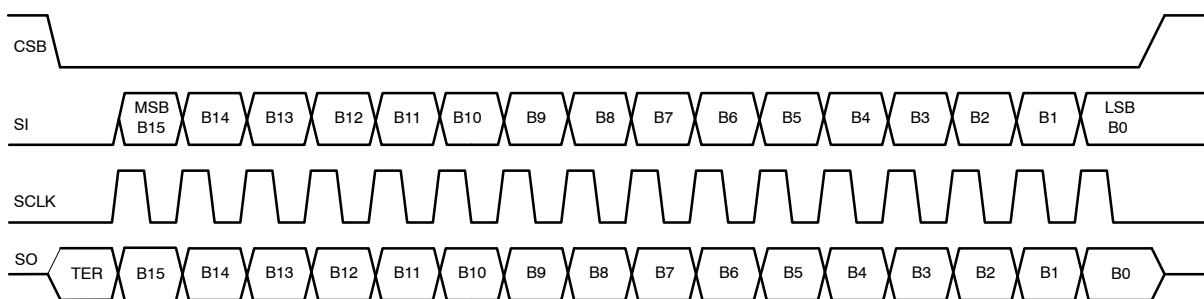 CSB
SI
MSB
B15 B14 B13 B12 B11 B10 B9 B8 B7 B6 B5 B4 B3 B2 B1 LSB
B0
SCLK
SO
TER B15 B14 B13 B12 B11 B10 B9 B8 B7 B6 B5 B4 B3 B2 B1 B0